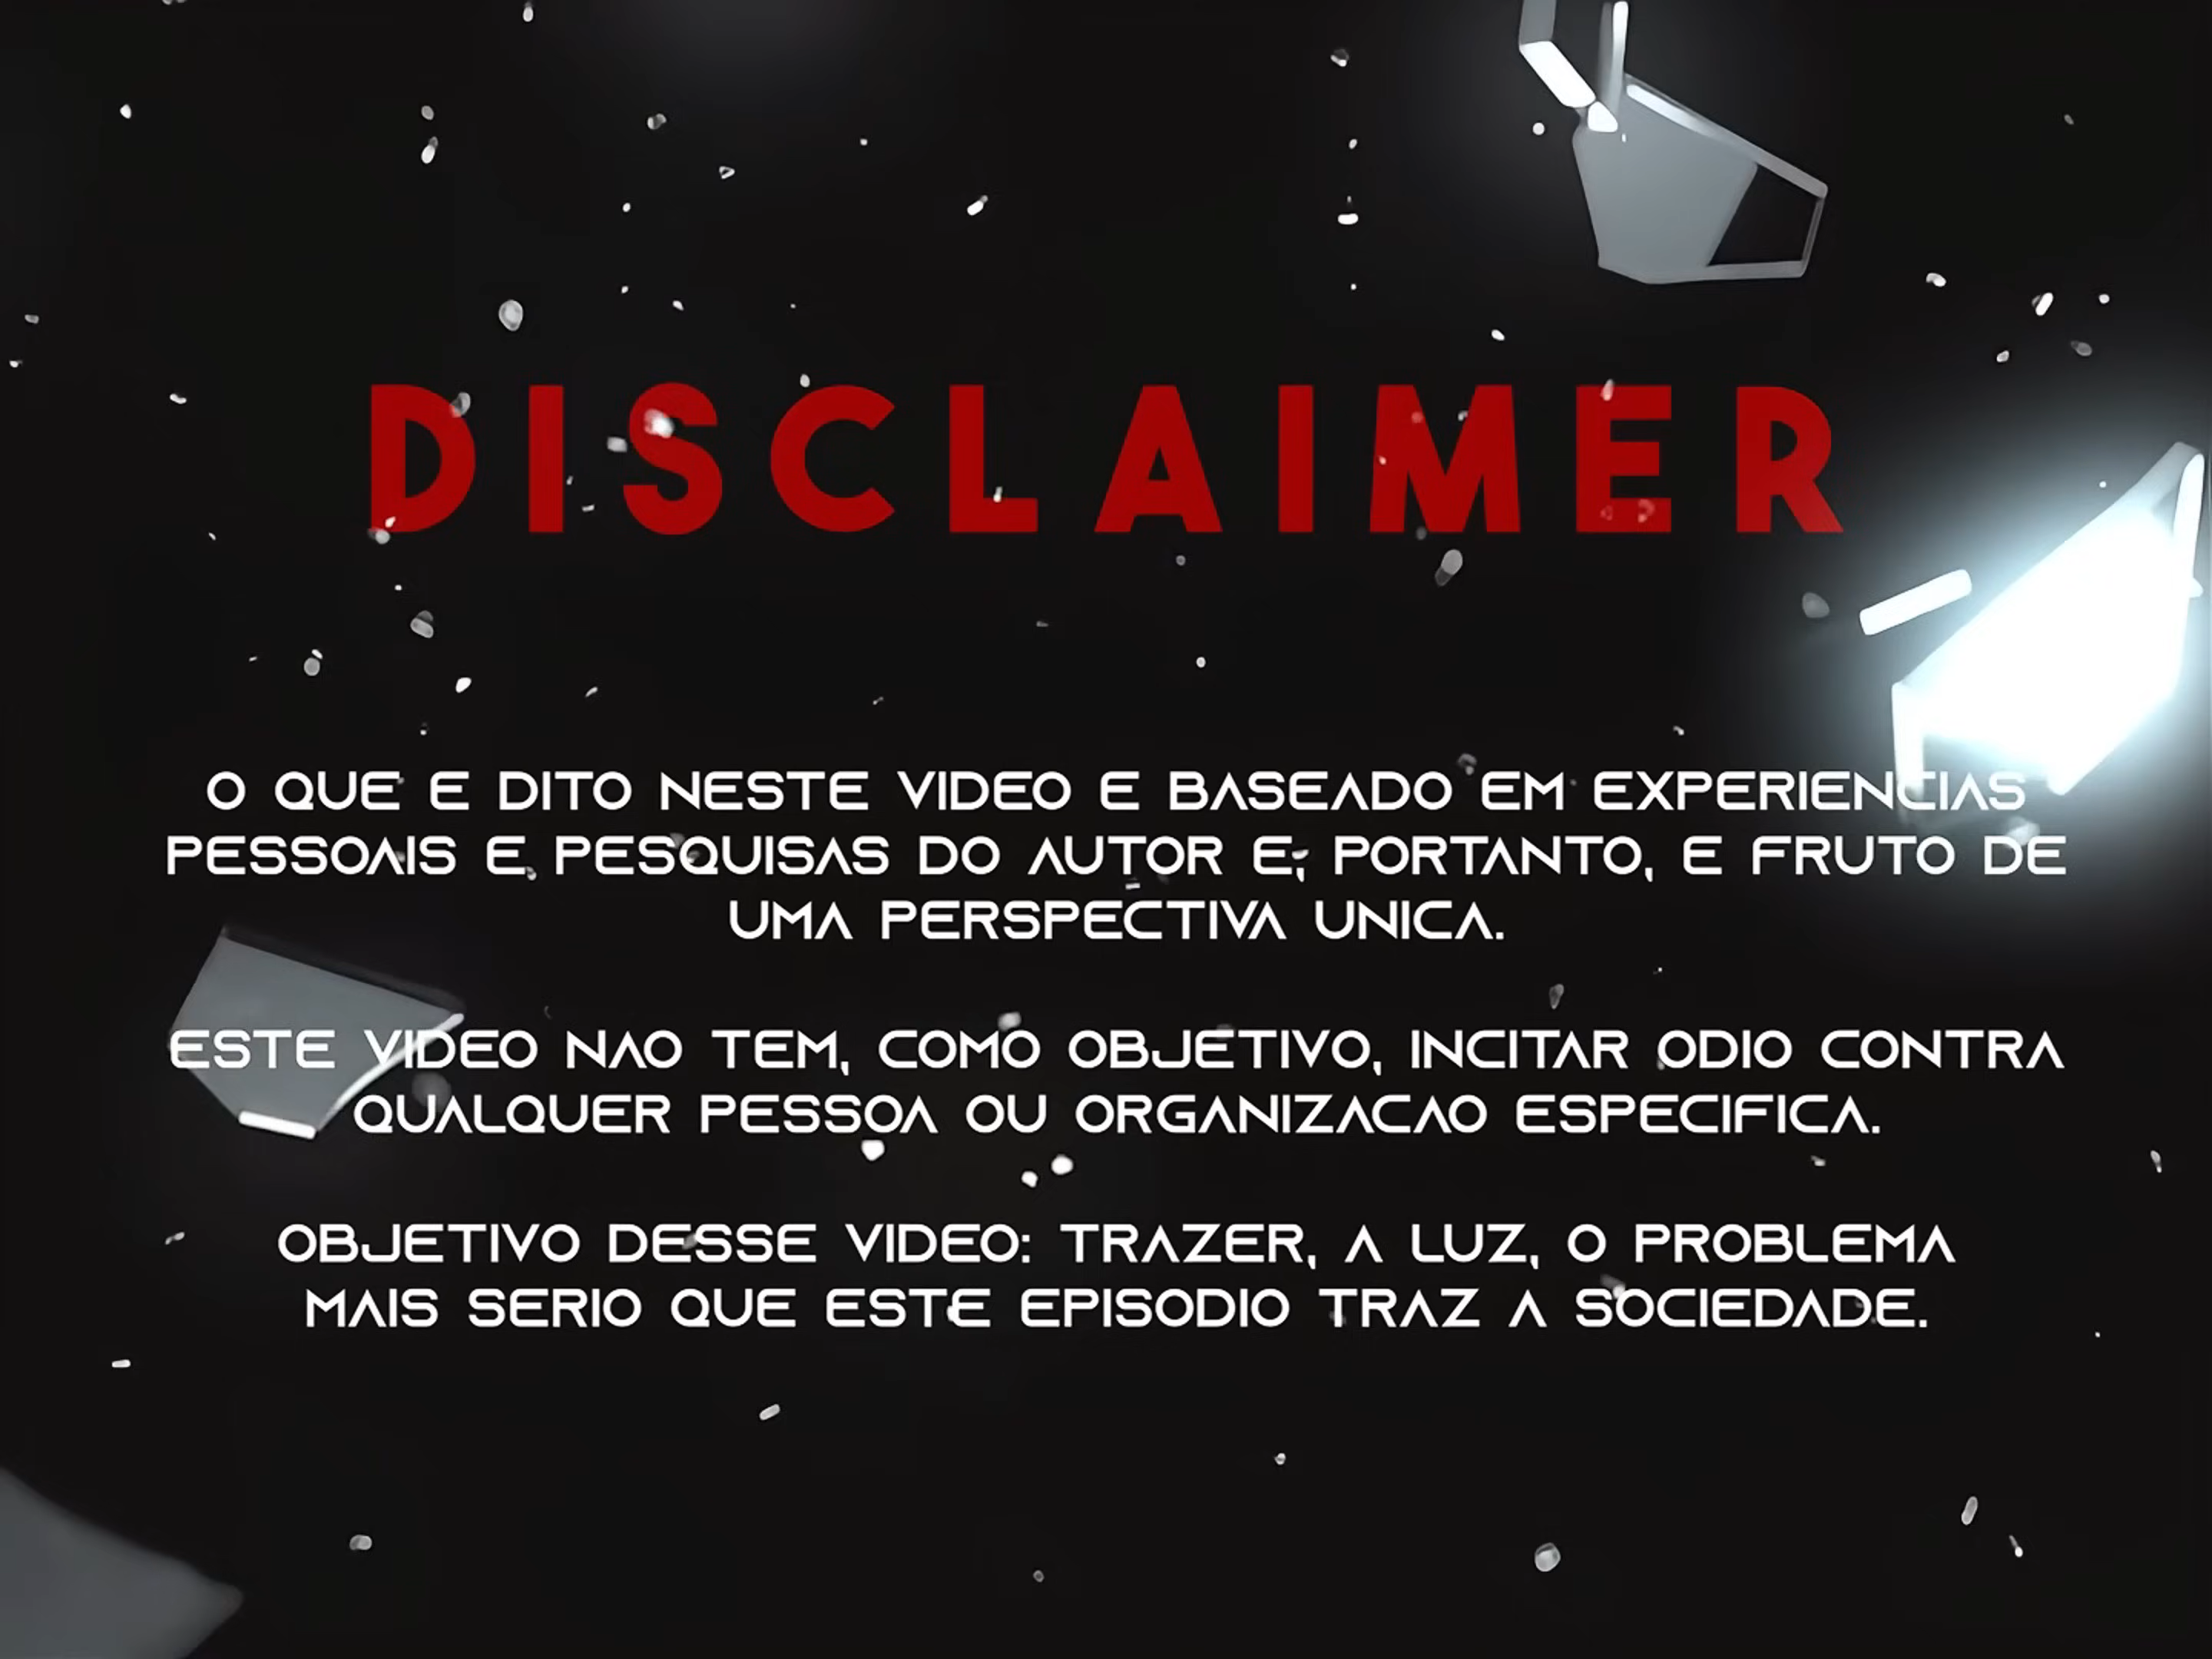 DISCLAIMER
O QUE E DITO NESTE VIDEO E BASEADO EM EXPERIENCIAS
PESSOAIS E PESQUISAS DO AUTOR E, PORTANTO, E FRUTO DE
UMA PERSPECTIVA UNICA.
ESTE VIDEO NAO TEM, COMO OBJETIVO, INCITAR ODIO CONTRA
QUALQUER PESSOA OU ORGANIZACAO ESPECIFICA.
OBJETIVO DESSE VIDEO: TRAZER, A LUZ, O PROBLEMA
MAIS SERIO QUE ESTE EPISODIO TRAZ A SOCIEDADE.